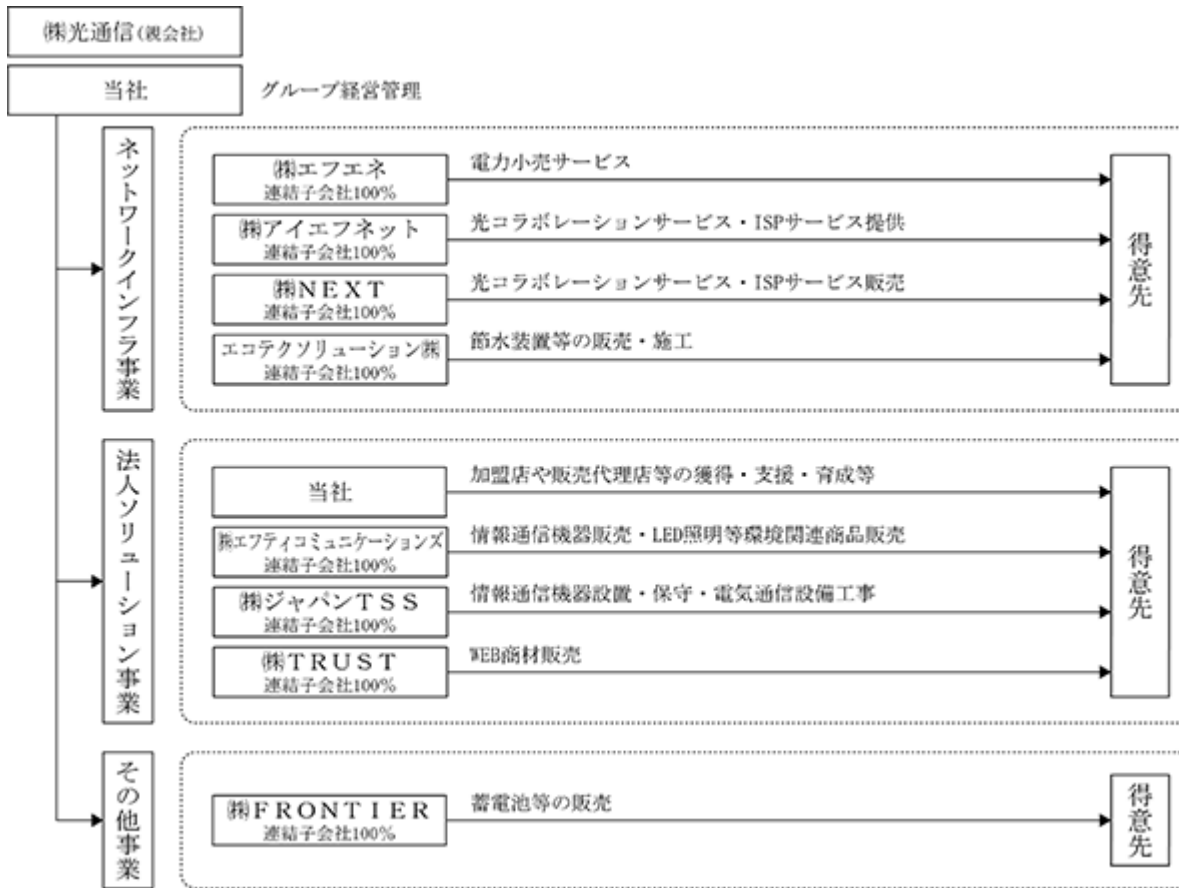 ㈱光通信(親会社)
当社
グループ経営管理
ネットワークインフラ事業
㈱エフエネ
連結子会社100%
電力小売サービス
㈱アイエフネット
連結子会社100%
光コラボレーションサービス・ISPサービス提供
㈱NEXT
連結子会社100%
光コラボレーションサービス・ISPサービス販売
エコテクソリューション㈱
連結子会社100%
節水装置等の販売・施工
得意先
法人ソリューション事業
当社
加盟店や販売代理店等の獲得・支援・育成等
㈱エフティコミュニケーションズ
連結子会社100%
情報通信機器販売・LED照明等環境関連商品販売
㈱ジャパンTSS
連結子会社100%
情報通信機器設置・保守・電気通信設備工事
㈱TRUST
連結子会社100%
WEB商材販売
得意先
その他事業
㈱FRONTIER
連結子会社100%
蓄電池等の販売
得意先